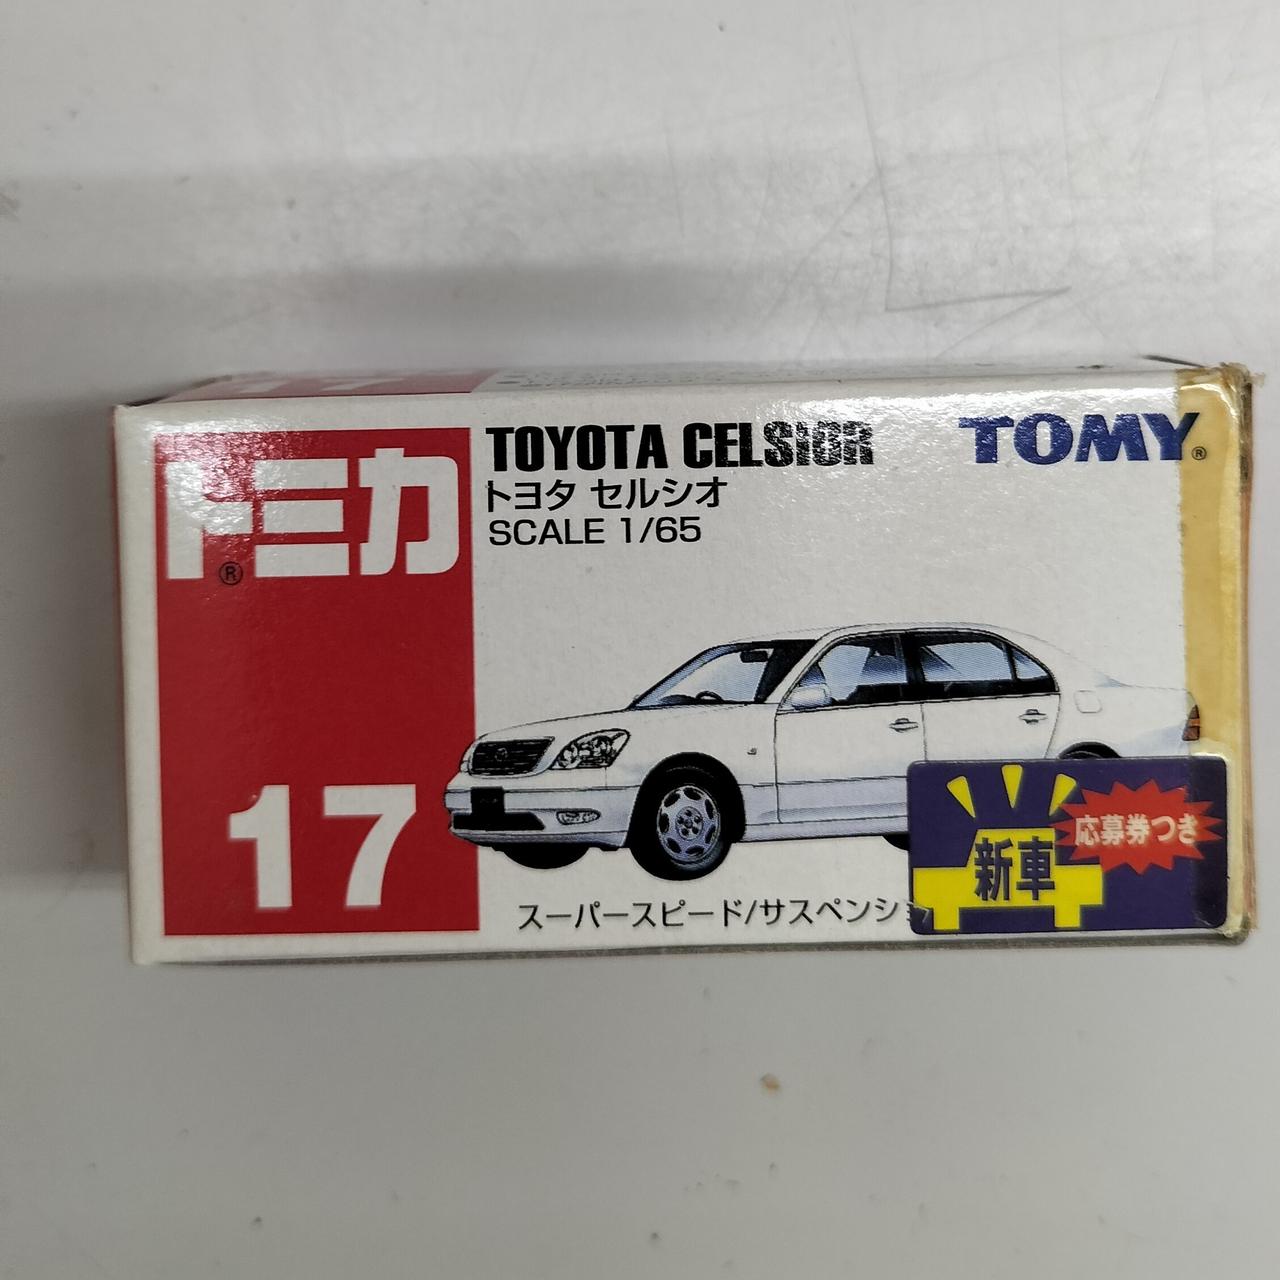 トミカ®
17
TOYOTA CELSIOR
トヨタ セルシオ
SCALE 1/65
TOMY®
スーパースピード/サスペンショ
新車
応募券つき